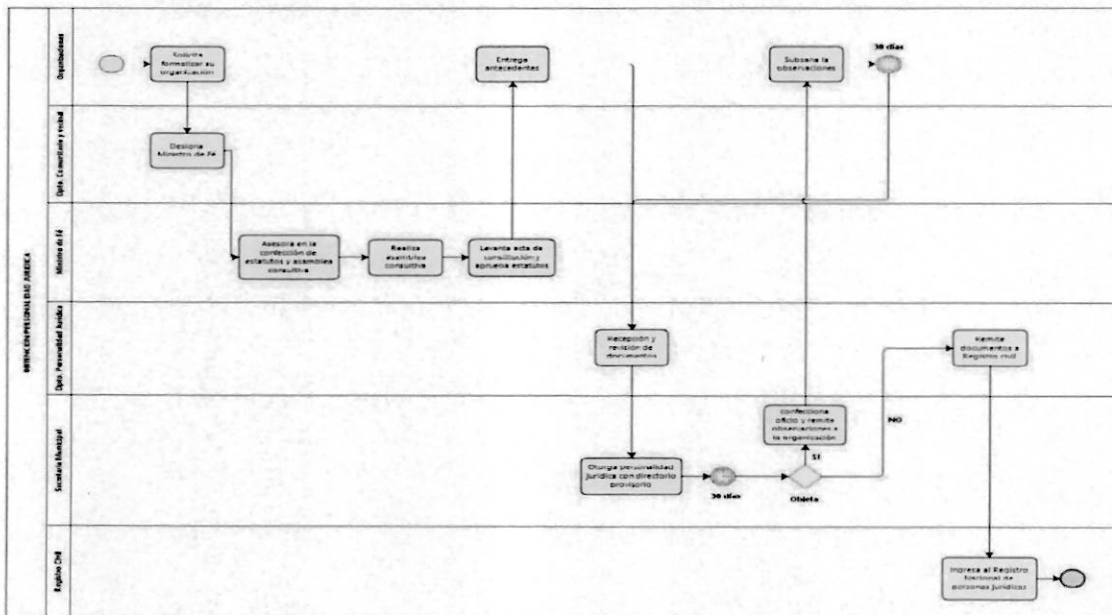 OBTENCIÓN PERSONALIDAD JURIDICA
Organizaciones
Solicita
formalizar su
organización
Entrega
antecedentes
Subsana la
observaciones
30 días
Dpto. Comunitario y vecinal
Designa
Ministro de Fé
Ministro de Fé
Asesora en la
confección de
estatutos y asamblea
consultiva
Realiza
asamblea
consultiva
Levanta acta de
constitución y
aprueba estatutos
Dpto. Personalidad Jurídica
Recepción y
revisión de
documentos
Remite
documentos a
Registro civil
Secretaría Municipal
Confecciona
oficio y remite
observaciones a
la organización
NO
SI
Otorga personalidad
jurídica con directorio
provisorio
30 días
Objeta
Registro Civil
Ingresa al Registro
Nacional de
personas jurídicas